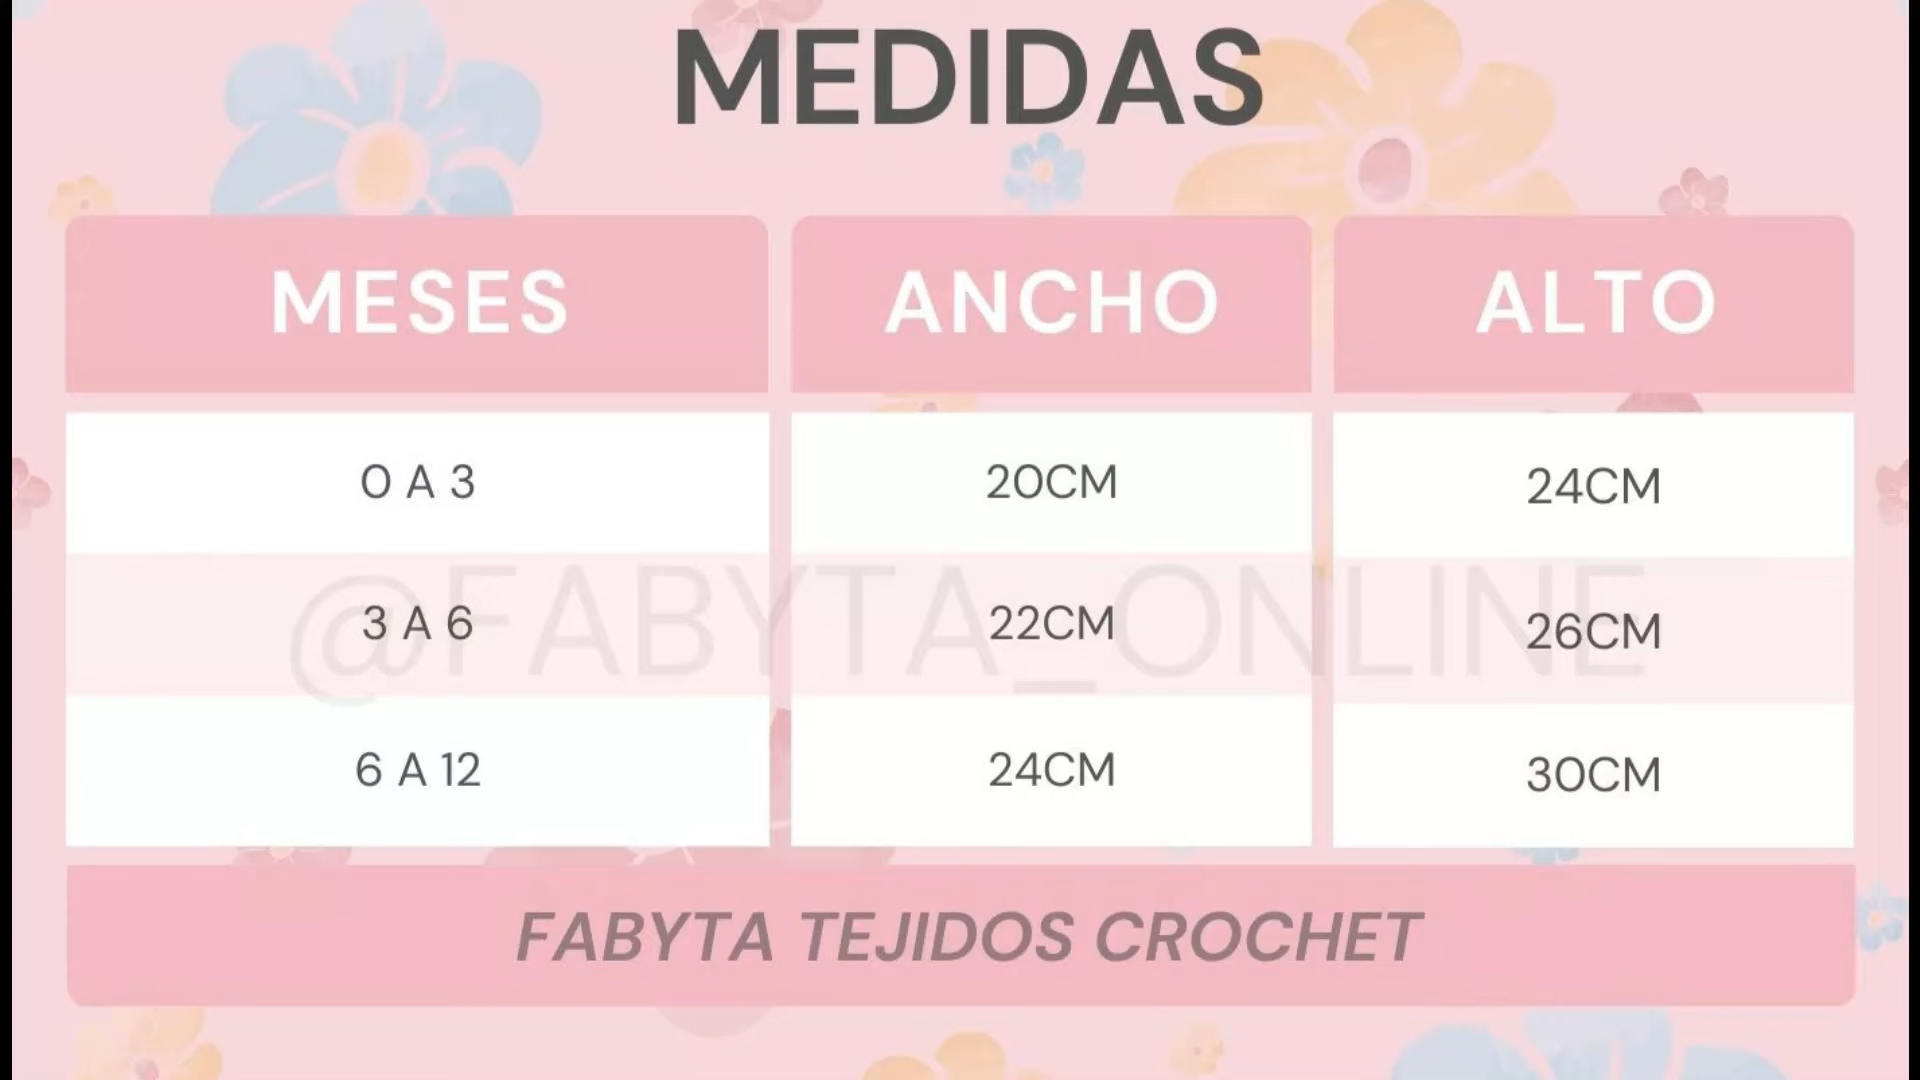 MEDIDAS
MESES ANCHO ALTO
0 A 3 20CM 24CM
3 A 6 22CM 26CM
6 A 12 24CM 30CM
@FABYTA_ONLINE
FABYTA TEJIDOS CROCHET